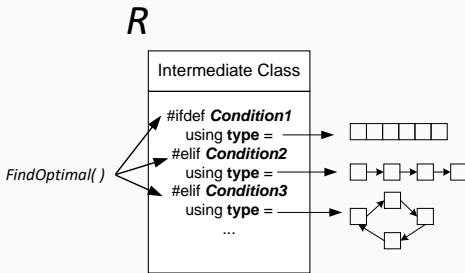 R
Intermediate Class
#ifdef Condition1
using type =
#elif Condition2
using type =
#elif Condition3
using type =
...
FindOptimal( )